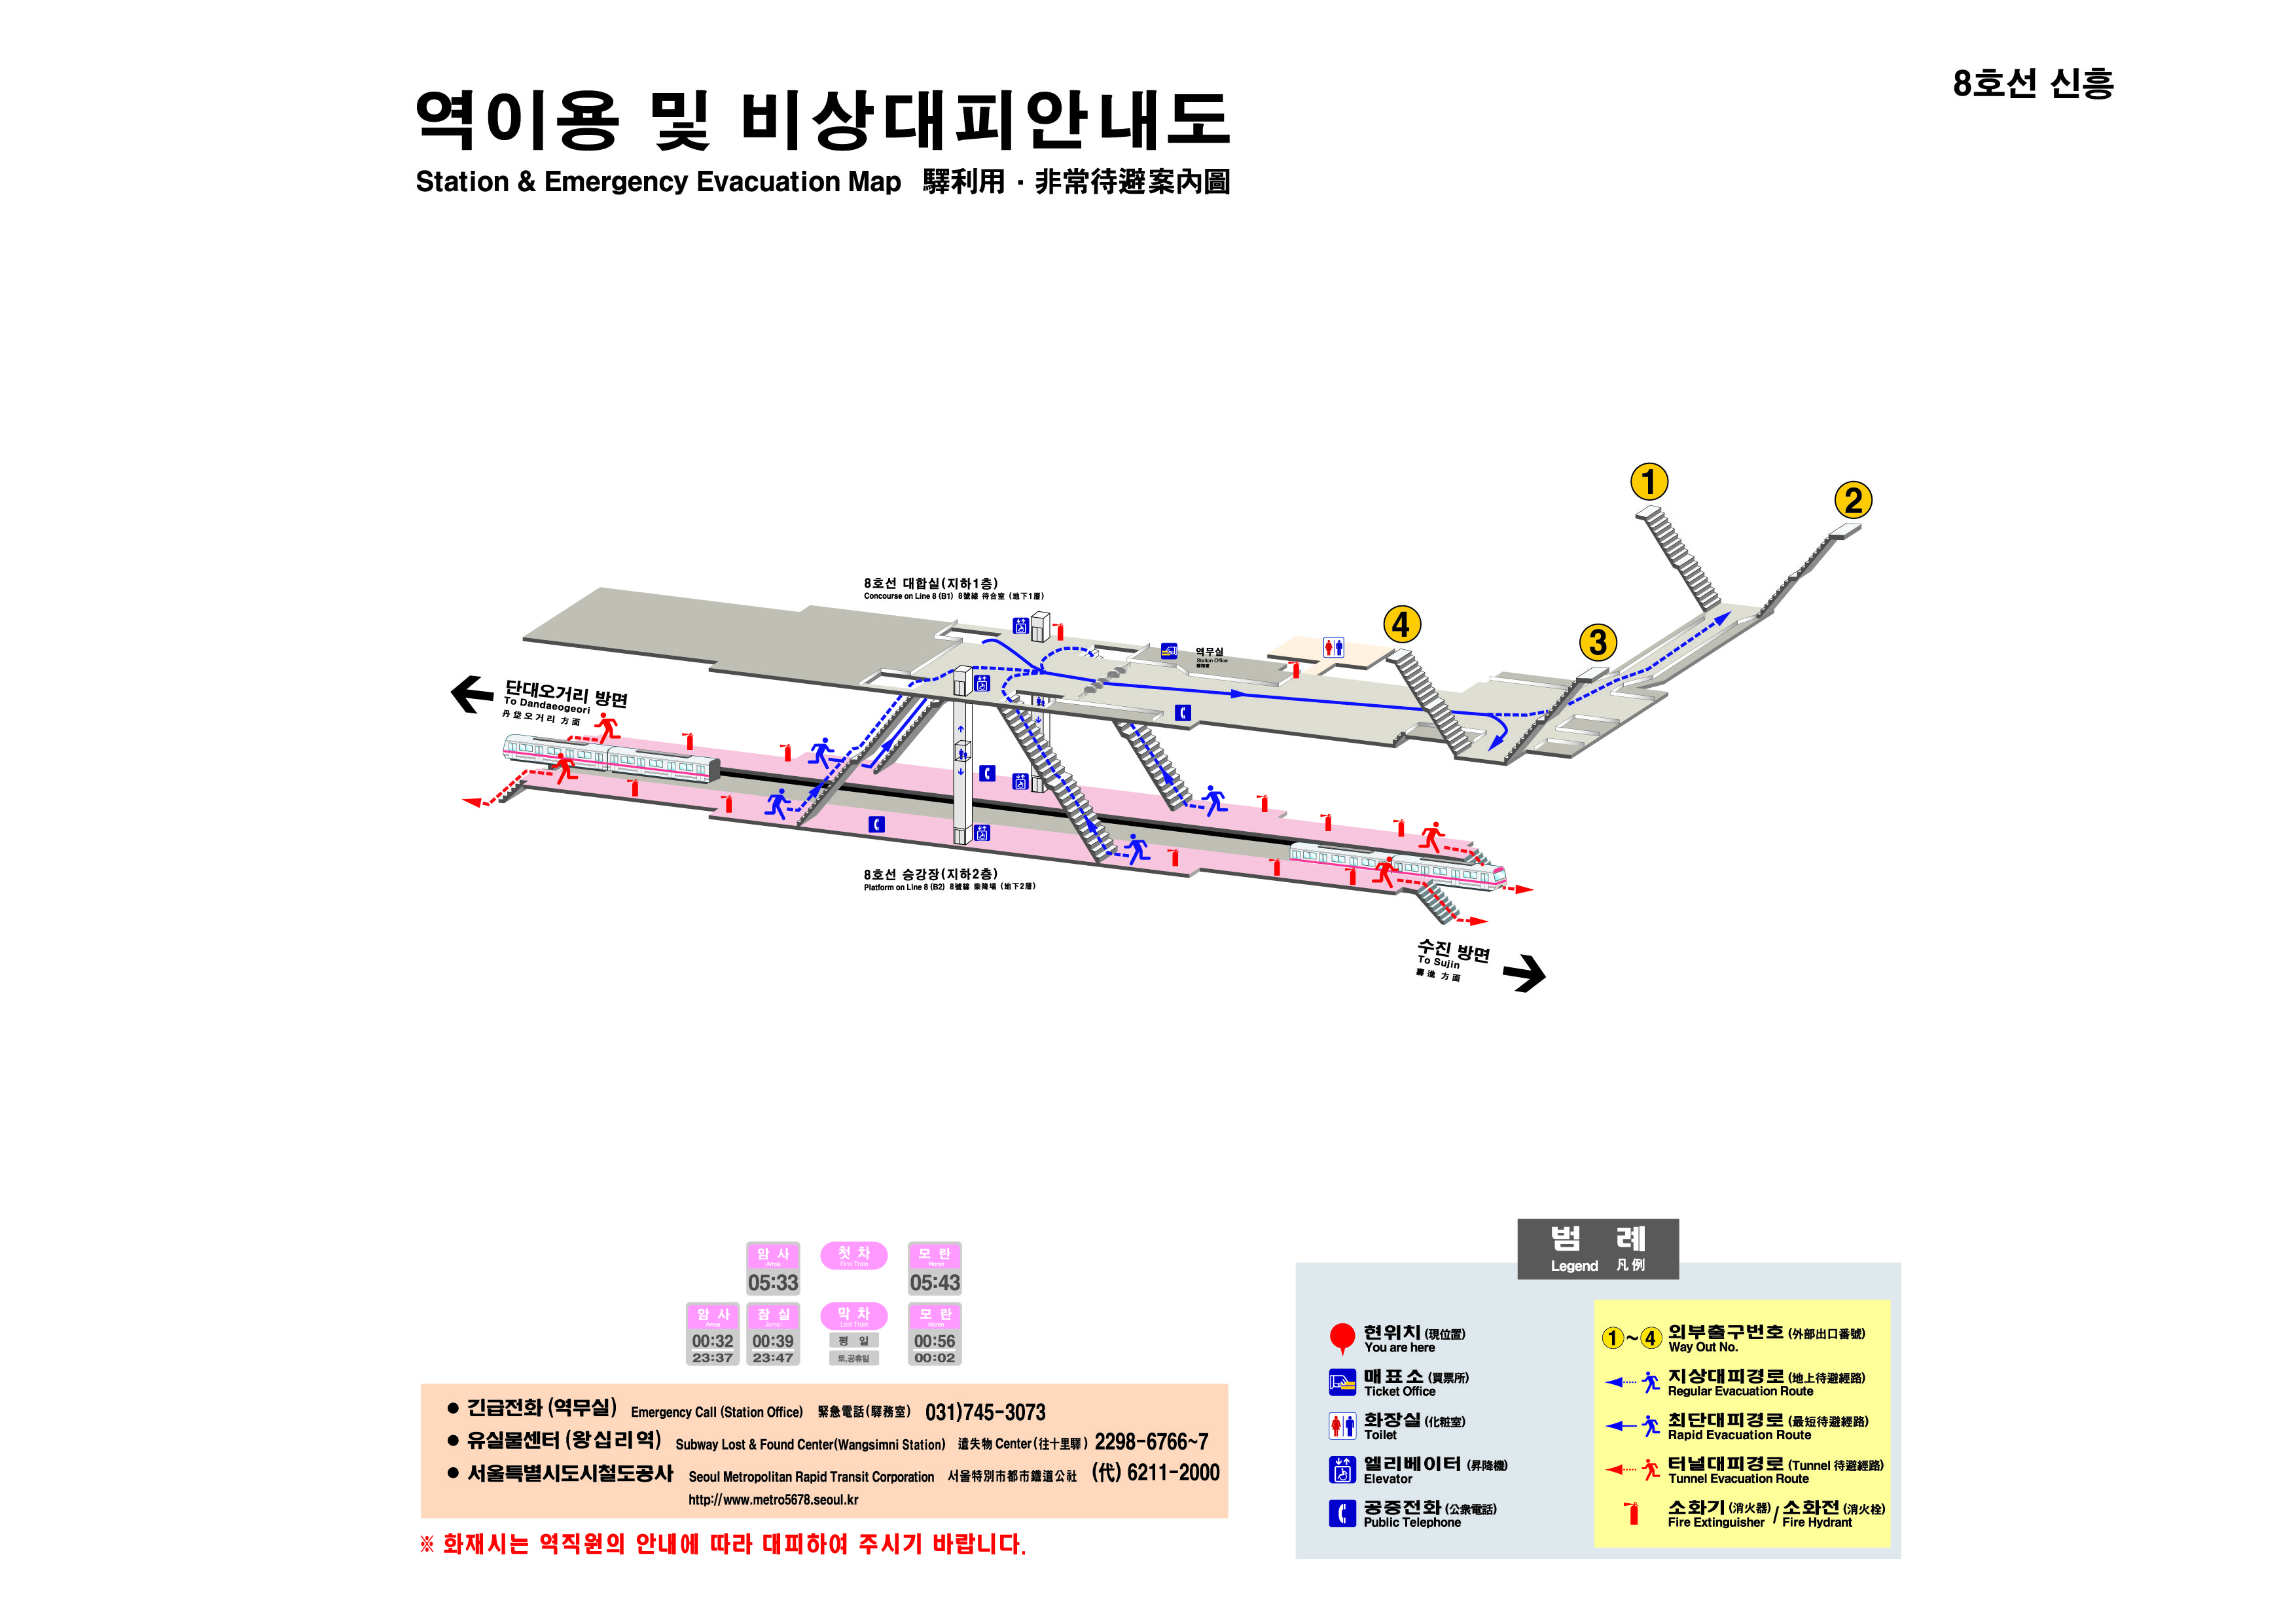 8호선 신흥
역이용 및 비상대피안내도
Station & Emergency Evacuation Map 驛利用 · 非常待避案內圖
1
2
3
4
8호선 대합실(지하1층)
Concourse on Line 8 (B1) 8號線 待合室 (地下1層)
역무실
Station Office
驛務室
단대오거리 방면
To Dandaeogeori
丹垈오거리 方面
8호선 승강장(지하2층)
Platform on Line 8 (B2) 8號線 乘降場 (地下2層)
수진 방면
To Sujin
壽進 方面
암사 첫차 모란
Amsa First Train Moran
05:33 05:43
암사 잠실 막차 모란
Amsa Jamsil Last Train Moran
00:32 00:39 평일 00:56
23:37 23:47 토,공휴일 00:02
● 긴급전화 (역무실) Emergency Call (Station Office) 緊急電話(驛務室) 031)745-3073
● 유실물센터 (왕십리역) Subway Lost & Found Center(Wangsimni Station) 遺失物 Center(往十里驛) 2298-6766~7
● 서울특별시도시철도공사 Seoul Metropolitan Rapid Transit Corporation 서울特別市都市鐵道公社 (代) 6211-2000
http://www.metro5678.seoul.kr
※ 화재시는 역직원의 안내에 따라 대피하여 주시기 바랍니다.
범 례
Legend 凡例
현위치 (現位置)
You are here
매표소 (買票所)
Ticket Office
화장실 (化粧室)
Toilet
엘리베이터 (昇降機)
Elevator
공중전화 (公衆電話)
Public Telephone
1~4 외부출구번호 (外部出口番號)
Way Out No.
지상대피경로 (地上待避經路)
Regular Evacuation Route
최단대피경로 (最短待避經路)
Rapid Evacuation Route
터널대피경로 (Tunnel 待避經路)
Tunnel Evacuation Route
소화기 (消火器) / 소화전 (消火栓)
Fire Extinguisher / Fire Hydrant